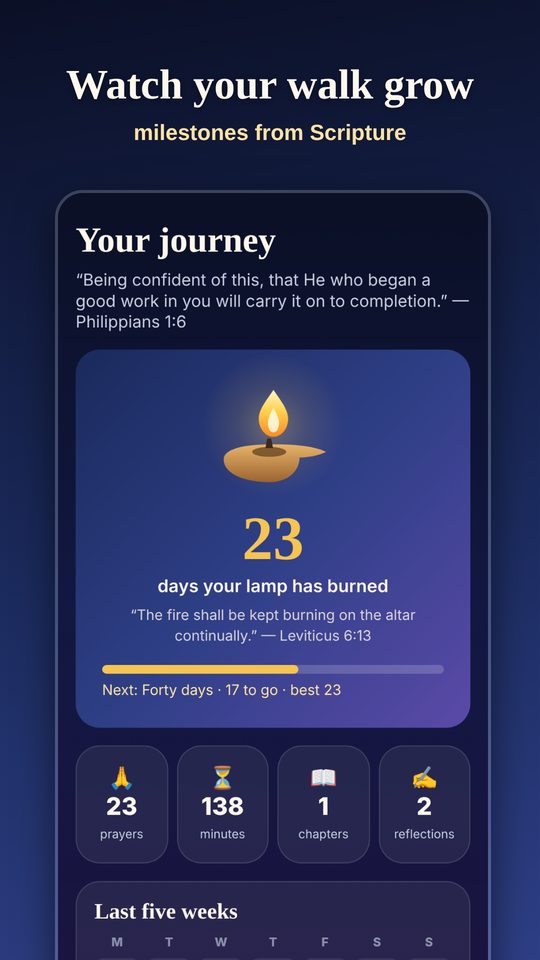 Watch your walk grow
milestones from Scripture
Your journey
“Being confident of this, that He who began a
good work in you will carry it on to completion.” —
Philippians 1:6
23
days your lamp has burned
“The fire shall be kept burning on the altar
continually.” — Leviticus 6:13
Next: Forty days · 17 to go · best 23
23 138 1 2
prayers minutes chapters reflections
Last five weeks
M T W T F S S